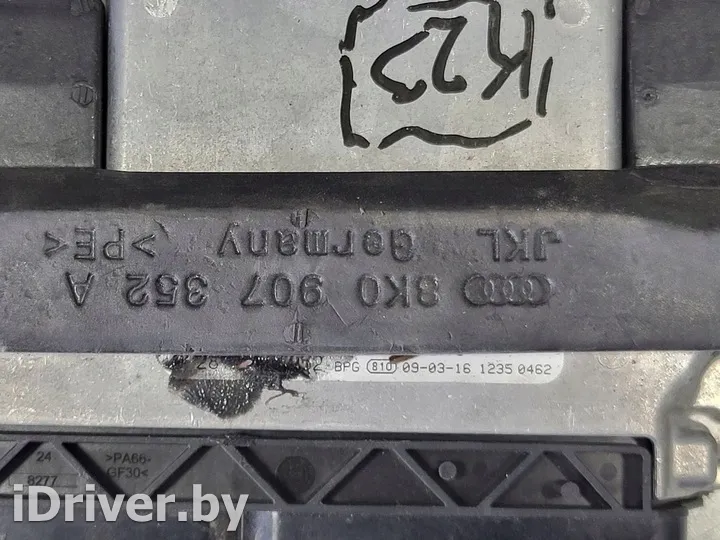 K23
>PE< Germany JKL
8K0 907 352 A
BPG 810 09-03-16 1235 0462
24 >PA66-
8277 GF30<
iDriver.by